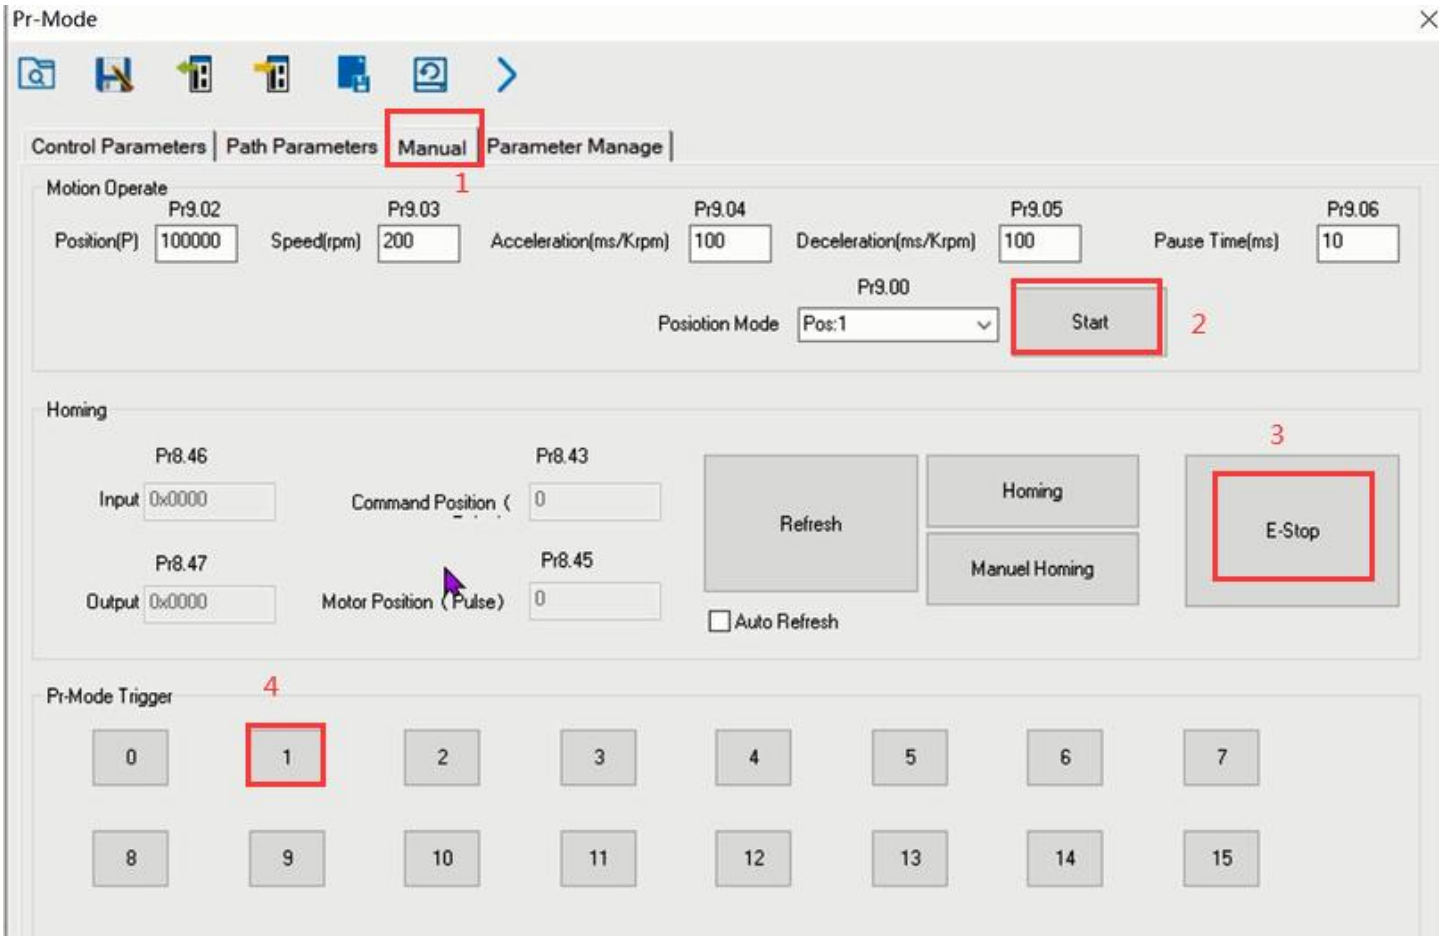 Pr-Mode
Control Parameters Path Parameters Manual Parameter Manage
1
Motion Operate
Pr9.02 Pr9.03 Pr9.04 Pr9.05 Pr9.06
Position(P) 100000 Speed(rpm) 200 Acceleration(ms/Krpm) 100 Deceleration(ms/Krpm) 100 Pause Time(ms) 10
Pr9.00
Posiotion Mode Pos:1 Start 2
Homing
3
Pr8.46 Pr8.43
Input 0x0000 Command Position ( 0
Refresh Homing E-Stop
Pr8.47 Pr8.45
Manuel Homing
Output 0x0000 Motor Position (Pulse) 0
Auto Refresh
4
Pr-Mode Trigger
0 1 2 3 4 5 6 7
8 9 10 11 12 13 14 15